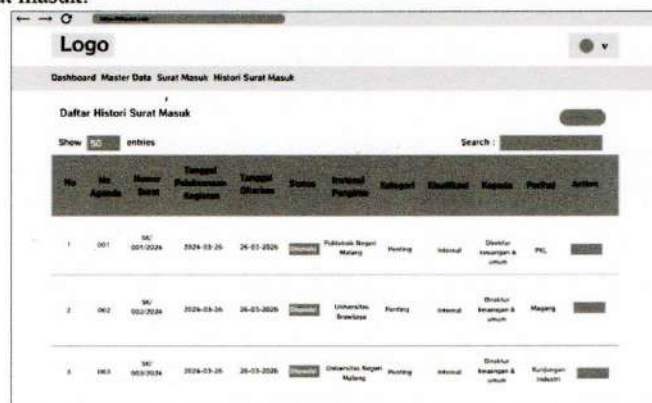 Logo
Dashboard Master Data Surat Masuk Histori Surat Masuk
Daftar Histori Surat Masuk
Show 50 entries
Search :
No No Agenda Nomor Surat Tanggal Pelaksanaan Kegiatan Tanggal Diterima Status Instansi Pengirim Kategori Klasifikasi Kepada Perihal Action
1 001 SK/ 001/2024 2024-03-26 26-03-2026 Disposisi Politeknik Negeri Malang Penting Internal Direktur keuangan & umum PKL
2 002 SK/ 002/2024 2024-03-26 26-03-2026 Disposisi Universitas Brawijaya Penting Internal Direktur keuangan & umum Magang
3 003 SK/ 003/2024 2024-03-26 26-03-2026 Disposisi Universitas Negeri Malang Penting Internal Direktur keuangan & umum Kunjungan Industri